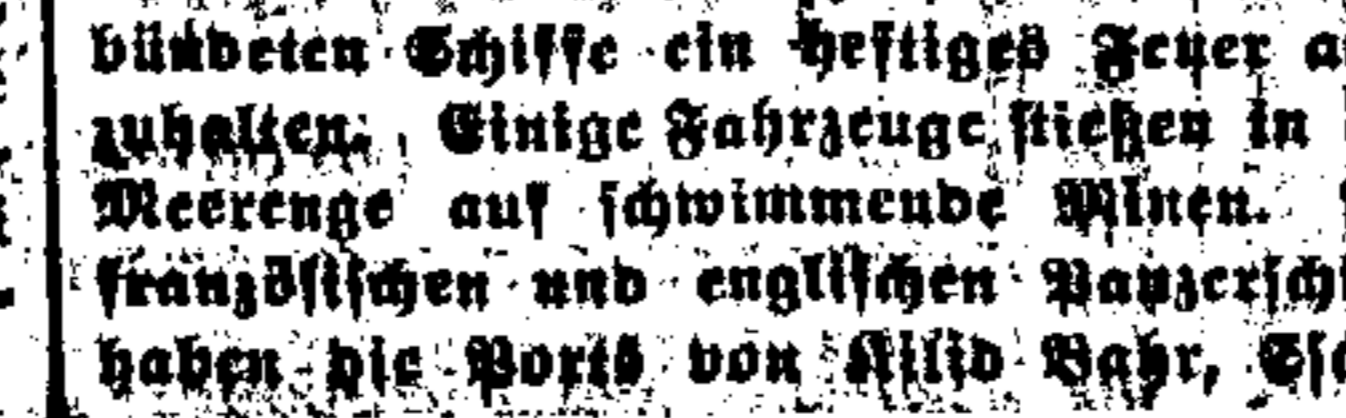 bündeten Schiffe ein heftiges Feuer
zuhalten. Einige Fahrzeuge stießen in
Meerenge auf schwimmende Minen.
französischen und englischen Panzersch
haben die Forts von Kilid Bahr,